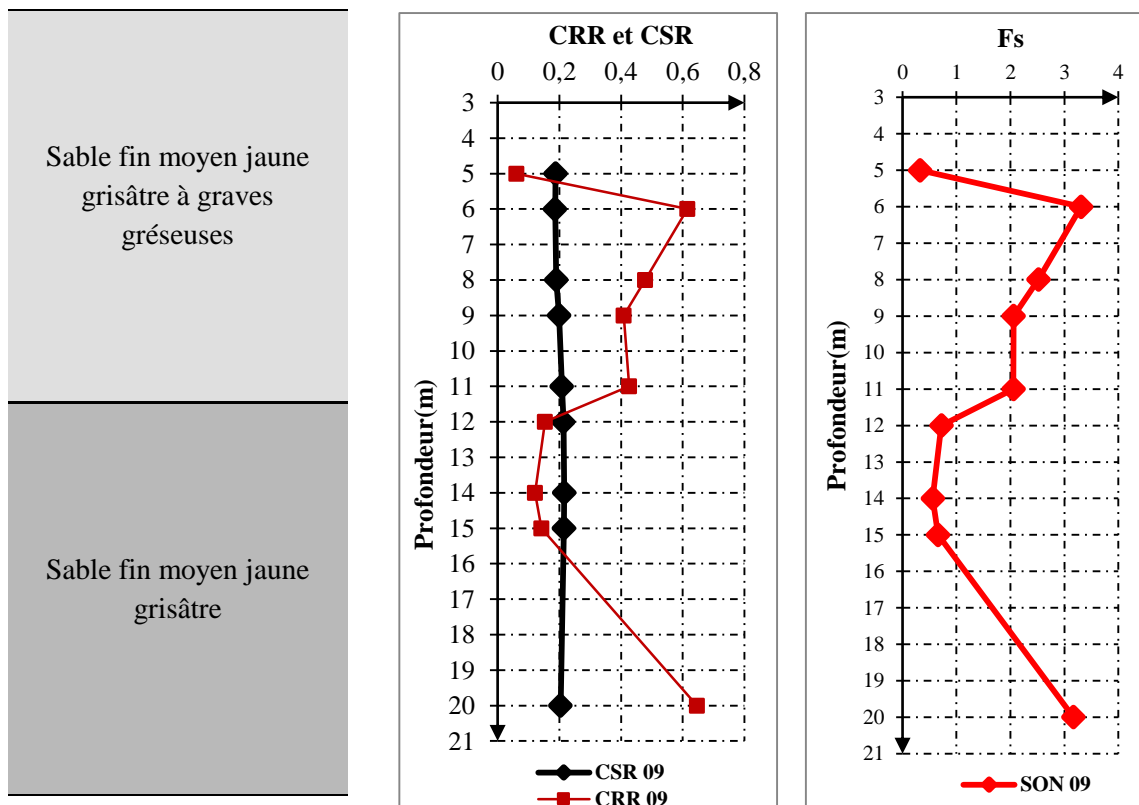 Sable fin moyen jaune
grisâtre à graves
gréseuses
Sable fin moyen jaune
grisâtre
CRR et CSR
0 0,2 0,4 0,6 0,8
3
4
5
6
7
8
9
10
11
12
13
14
15
16
17
18
19
20
21
Profondeur(m)
CSR 09
CRR 09
Fs
0 1 2 3 4
3
4
5
6
7
8
9
10
11
12
13
14
15
16
17
18
19
20
21
Profondeur(m)
SON 09